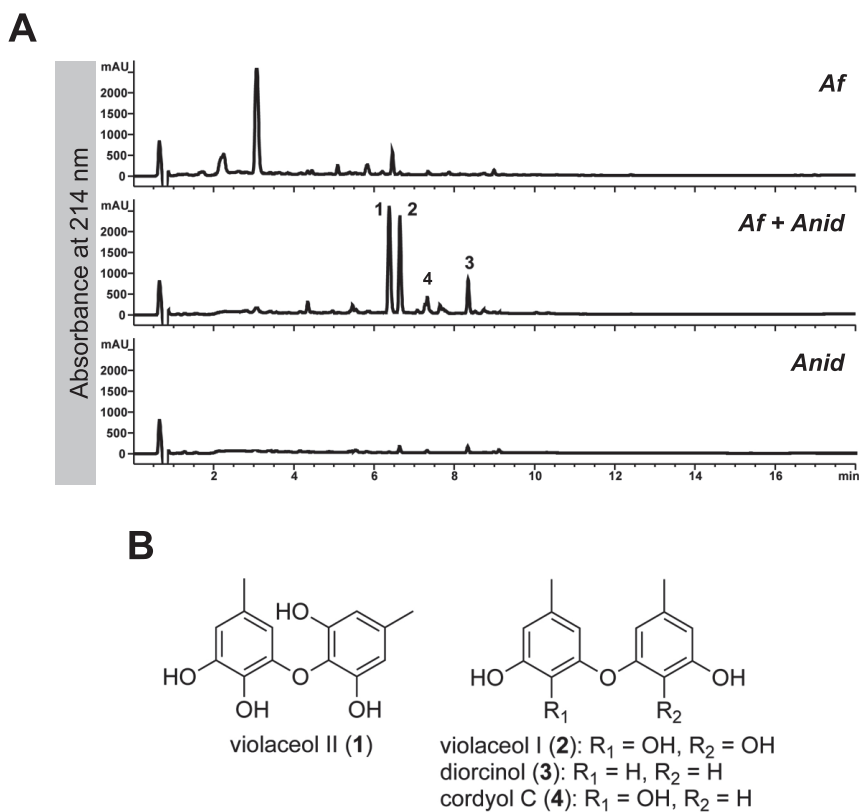 A
Absorbance at 214 nm
mAU
2000
1500
1000
500
0
Af
mAU
2000
1500
1000
500
0
1
2
4
3
Af + Anid
mAU
2000
1500
1000
500
0
Anid
2 4 6 8 10 12 14 16 min
B
HO
HO
O
OH
OH
HO
O
OH
R1
R2
violaceol II (1)
violaceol I (2): R1 = OH, R2 = OH
diorcinol (3): R1 = H, R2 = H
cordyol C (4): R1 = OH, R2 = H